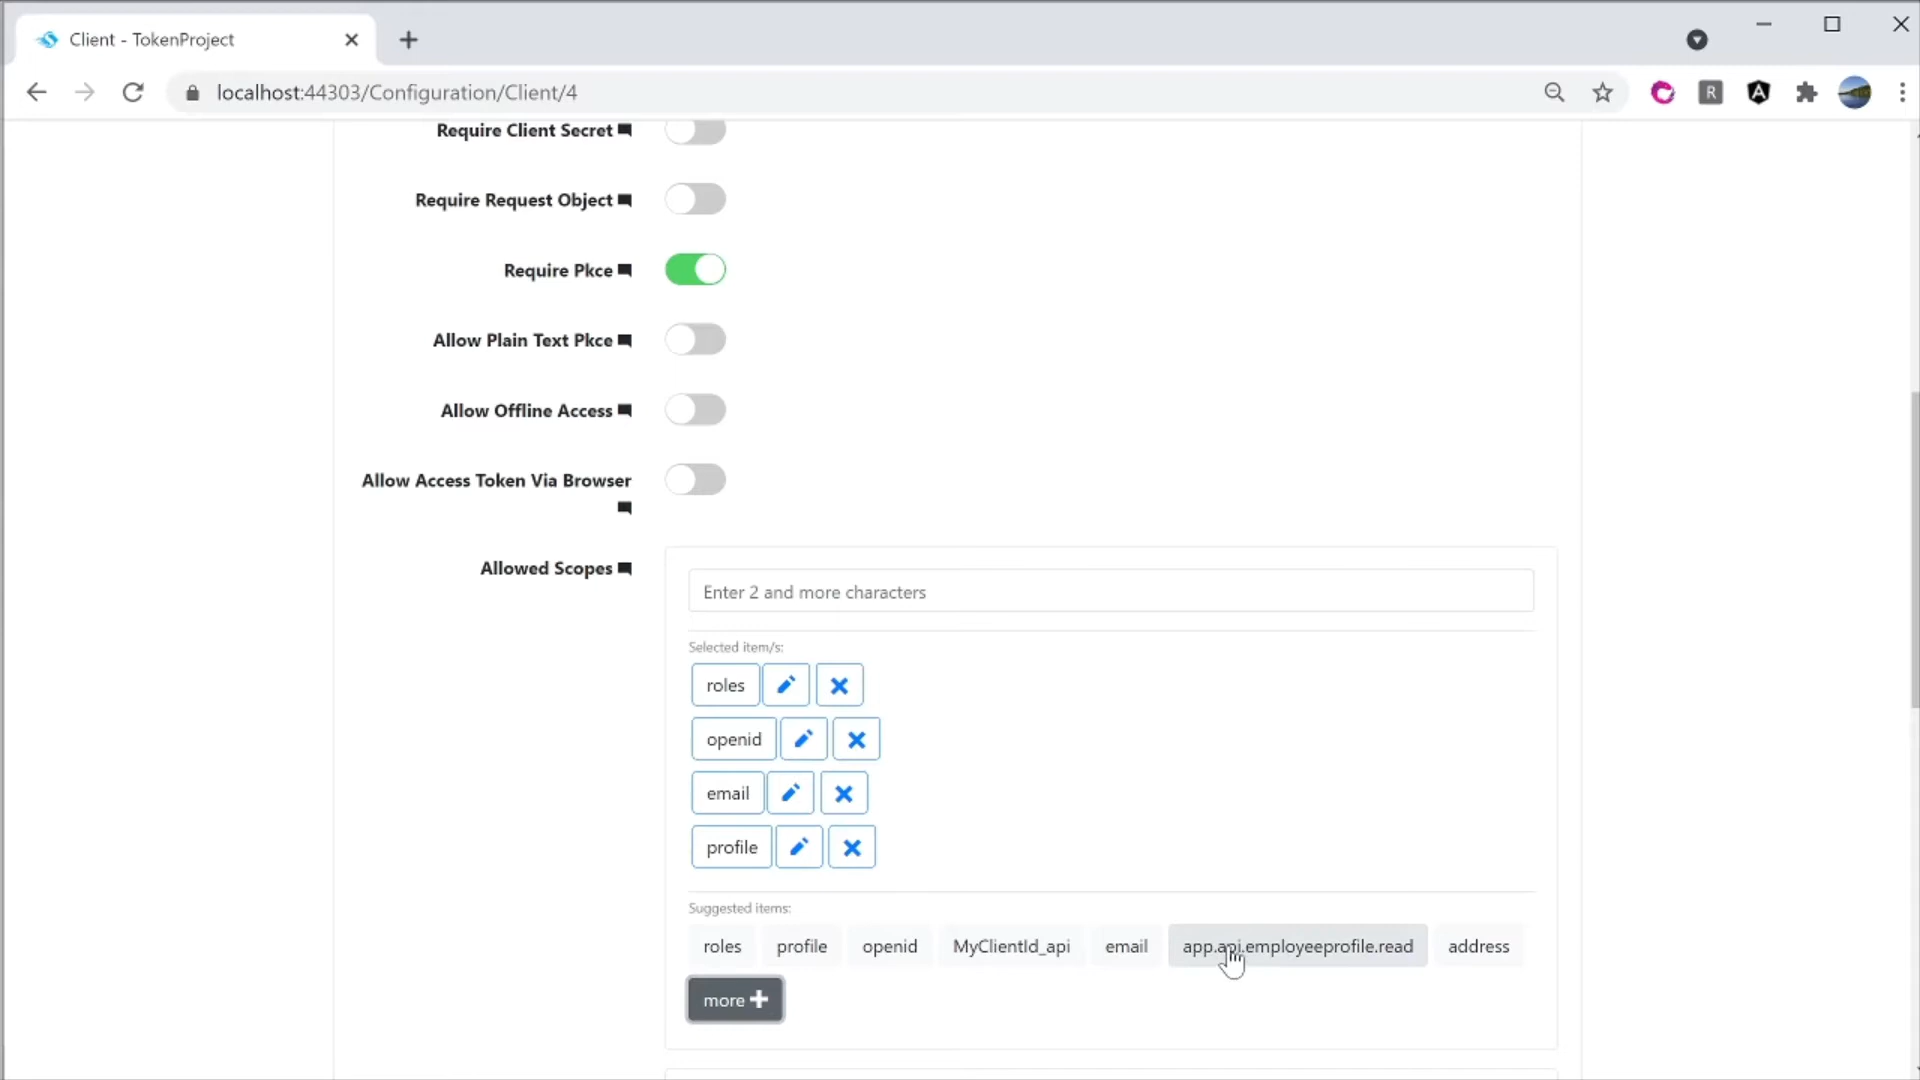 Client - TokenProject
localhost:44303/Configuration/Client/4
R
A
Require Client Secret
Require Request Object
Require Pkce
Allow Plain Text Pkce
Allow Offline Access
Allow Access Token Via Browser
Allowed Scopes
Enter 2 and more characters
Selected item/s:
roles
openid
email
profile
Suggested items:
roles profile openid MyClientId_api email app.api.employeeprofile.read address
more